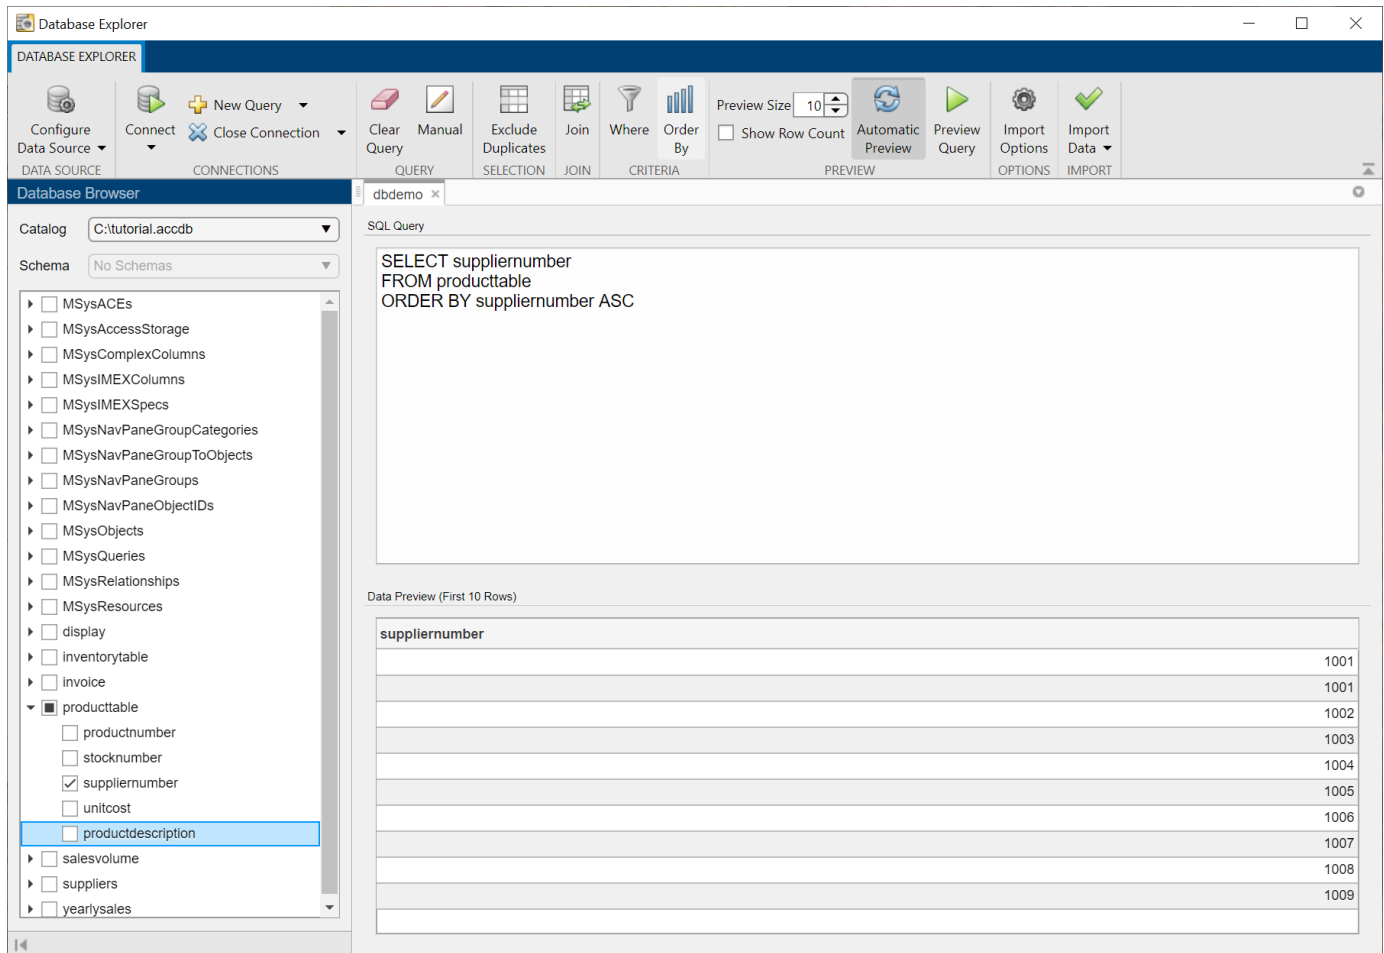 Database Explorer
DATABASE EXPLORER
Configure
Data Source
DATA SOURCE
Connect
New Query
Close Connection
CONNECTIONS
Clear
Query
Manual
QUERY
Exclude
Duplicates
SELECTION
Join
JOIN
Where
Order
By
CRITERIA
Preview Size 10
Show Row Count
Automatic
Preview
Preview
Query
PREVIEW
Import
Options
OPTIONS
Import
Data
IMPORT
Database Browser
Catalog C:\tutorial.accdb
Schema No Schemas
MSysACEs
MSysAccessStorage
MSysComplexColumns
MSysIMEXColumns
MSysIMEXSpecs
MSysNavPaneGroupCategories
MSysNavPaneGroupToObjects
MSysNavPaneGroups
MSysNavPaneObjectIDs
MSysObjects
MSysQueries
MSysRelationships
MSysResources
display
inventorytable
invoice
producttable
productnumber
stocknumber
suppliernumber
unitcost
productdescription
salesvolume
suppliers
yearlysales
dbdemo
SQL Query
SELECT suppliernumber
FROM producttable
ORDER BY suppliernumber ASC
Data Preview (First 10 Rows)
suppliernumber
1001
1001
1002
1003
1004
1005
1006
1007
1008
1009